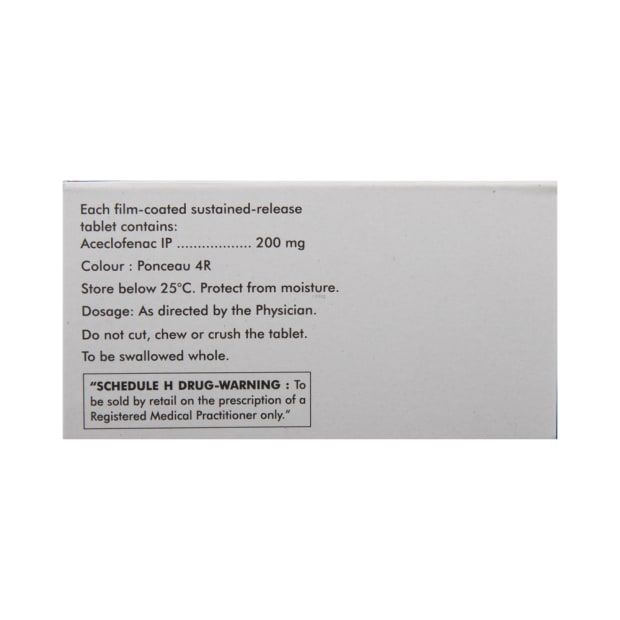 Each film-coated sustained-release
tablet contains:
Aceclofenac IP .................. 200 mg
Colour : Ponceau 4R
Store below 25°C. Protect from moisture.
Dosage: As directed by the Physician.
Do not cut, chew or crush the tablet.
To be swallowed whole.
“SCHEDULE H DRUG-WARNING : To
be sold by retail on the prescription of a
Registered Medical Practitioner only.”